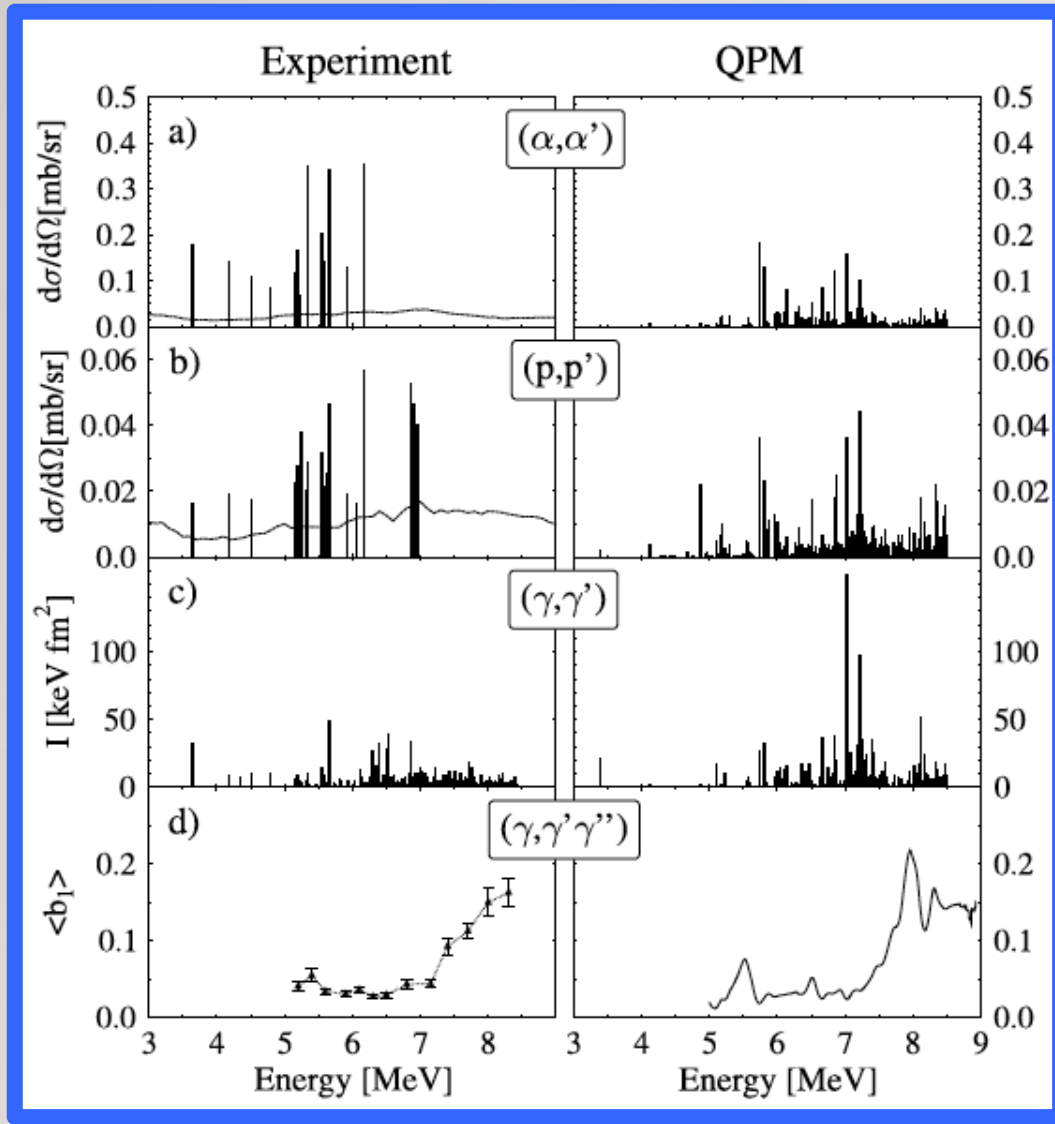 Experiment QPM
a) (α,α')
dσ/dΩ[mb/sr]
0.5 0.5
0.4 0.4
0.3 0.3
0.2 0.2
0.1 0.1
0.0 0.0
b) (p,p')
dσ/dΩ[mb/sr]
0.06 0.06
0.04 0.04
0.02 0.02
0.0 0.0
c) (γ,γ')
I [keV fm²]
100 100
50 50
0 0
d) (γ,γ'γ'')
<b₁>
0.2 0.2
0.1 0.1
0.0 0.0
3 4 5 6 7 8 3 4 5 6 7 8 9
Energy [MeV] Energy [MeV]